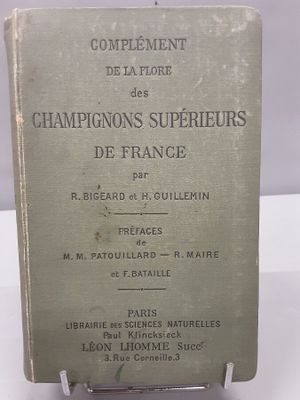 COMPLÉMENT
DE LA FLORE
des
CHAMPIGNONS SUPÉRIEURS
DE FRANCE
par
R. BIGEARD et H. GUILLEMIN
PRÉFACES
de
M. M. PATOUILLARD — R. MAIRE
et F. BATAILLE
PARIS
LIBRAIRIE DES SCIENCES NATURELLES
Paul Klincksieck
LÉON LHOMME Succr
3. Rue Corneille. 3